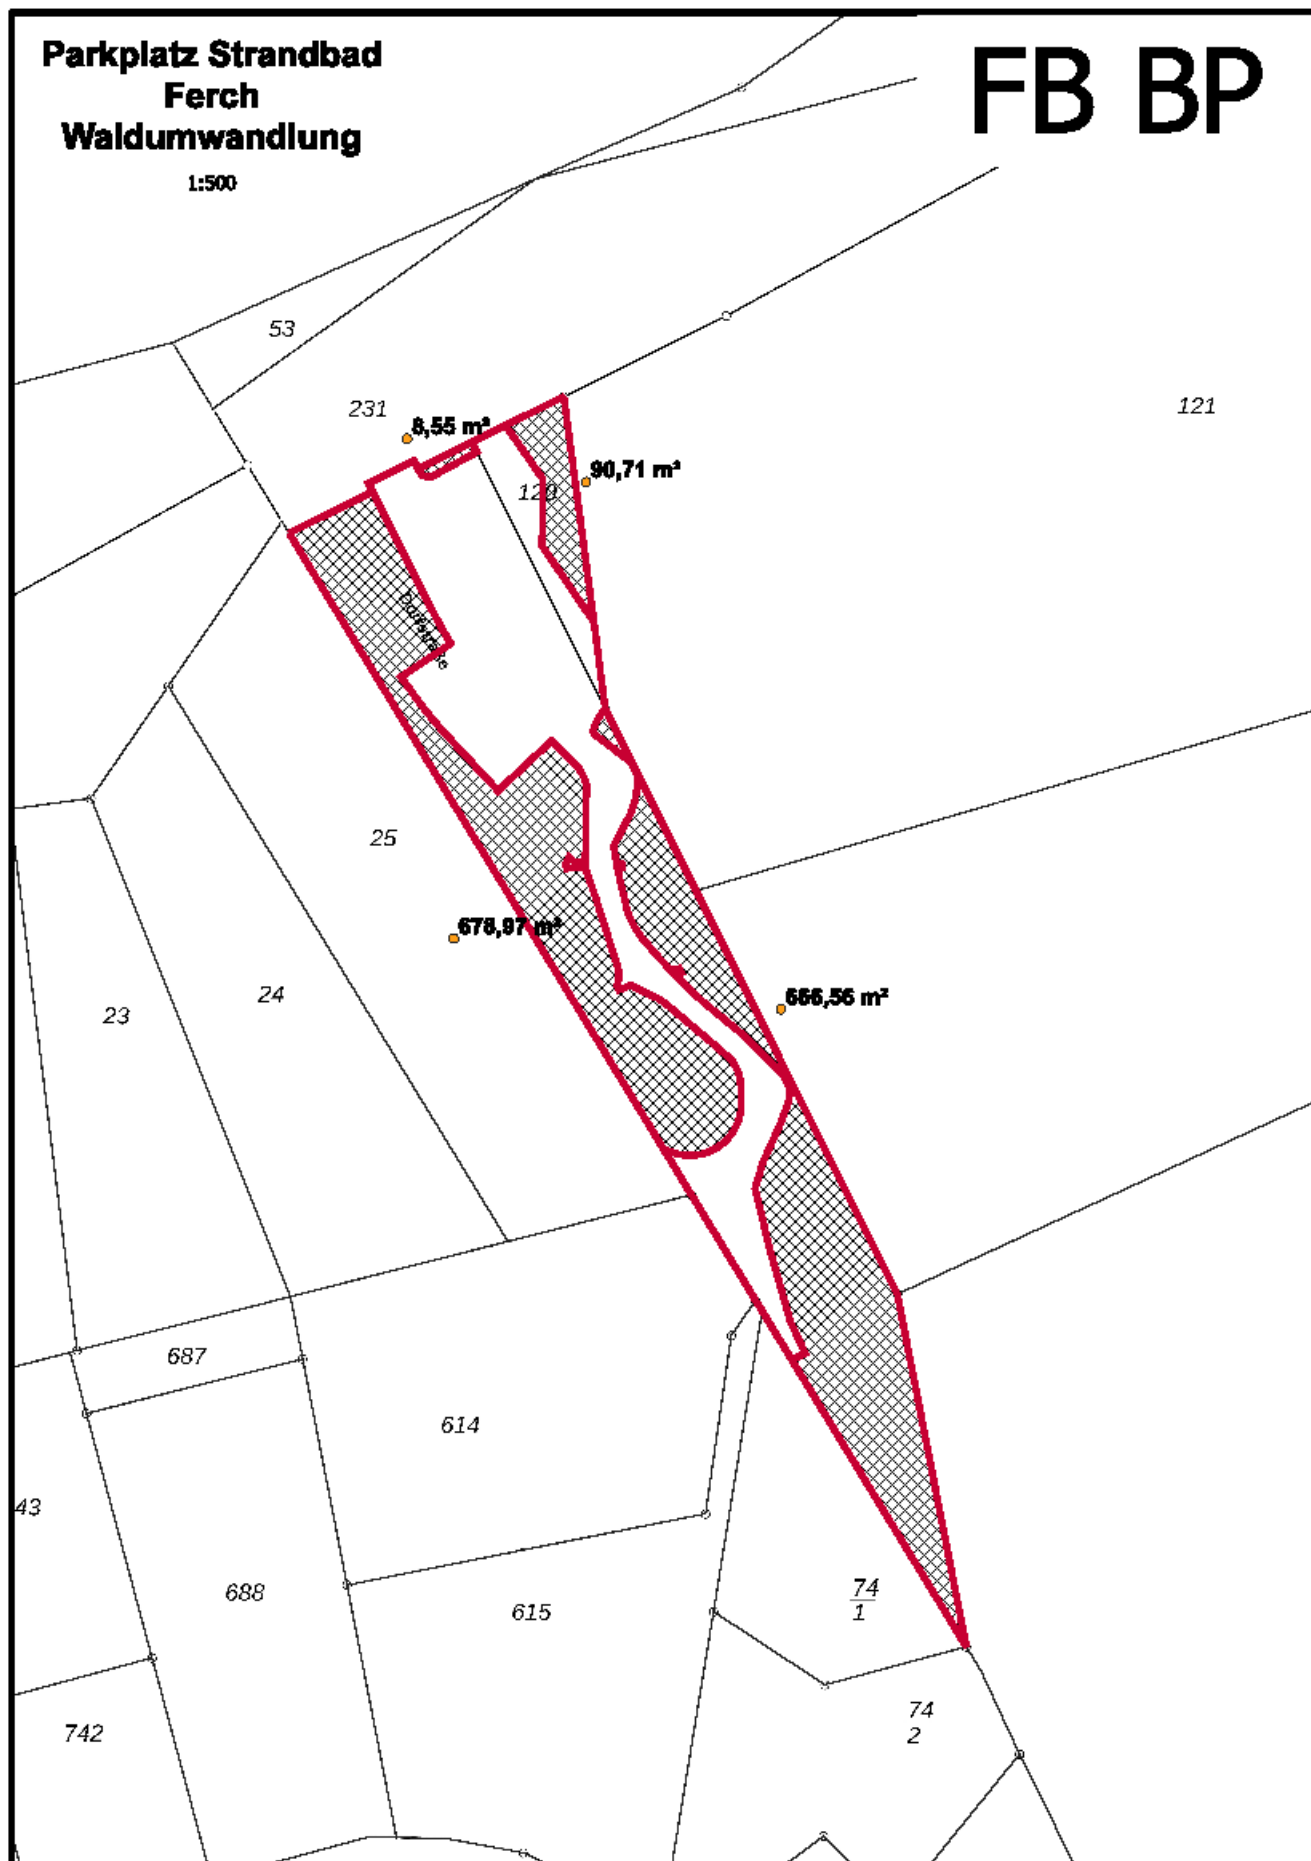 Parkplatz Strandbad
Ferch
Waldumwandlung
1:500
FB BP
53
231
8,55 m²
121
90,71 m²
120
Dorfstraße
25
678,97 m²
24
23
666,56 m²
687
614
43
688
615
74
1
742
74
2